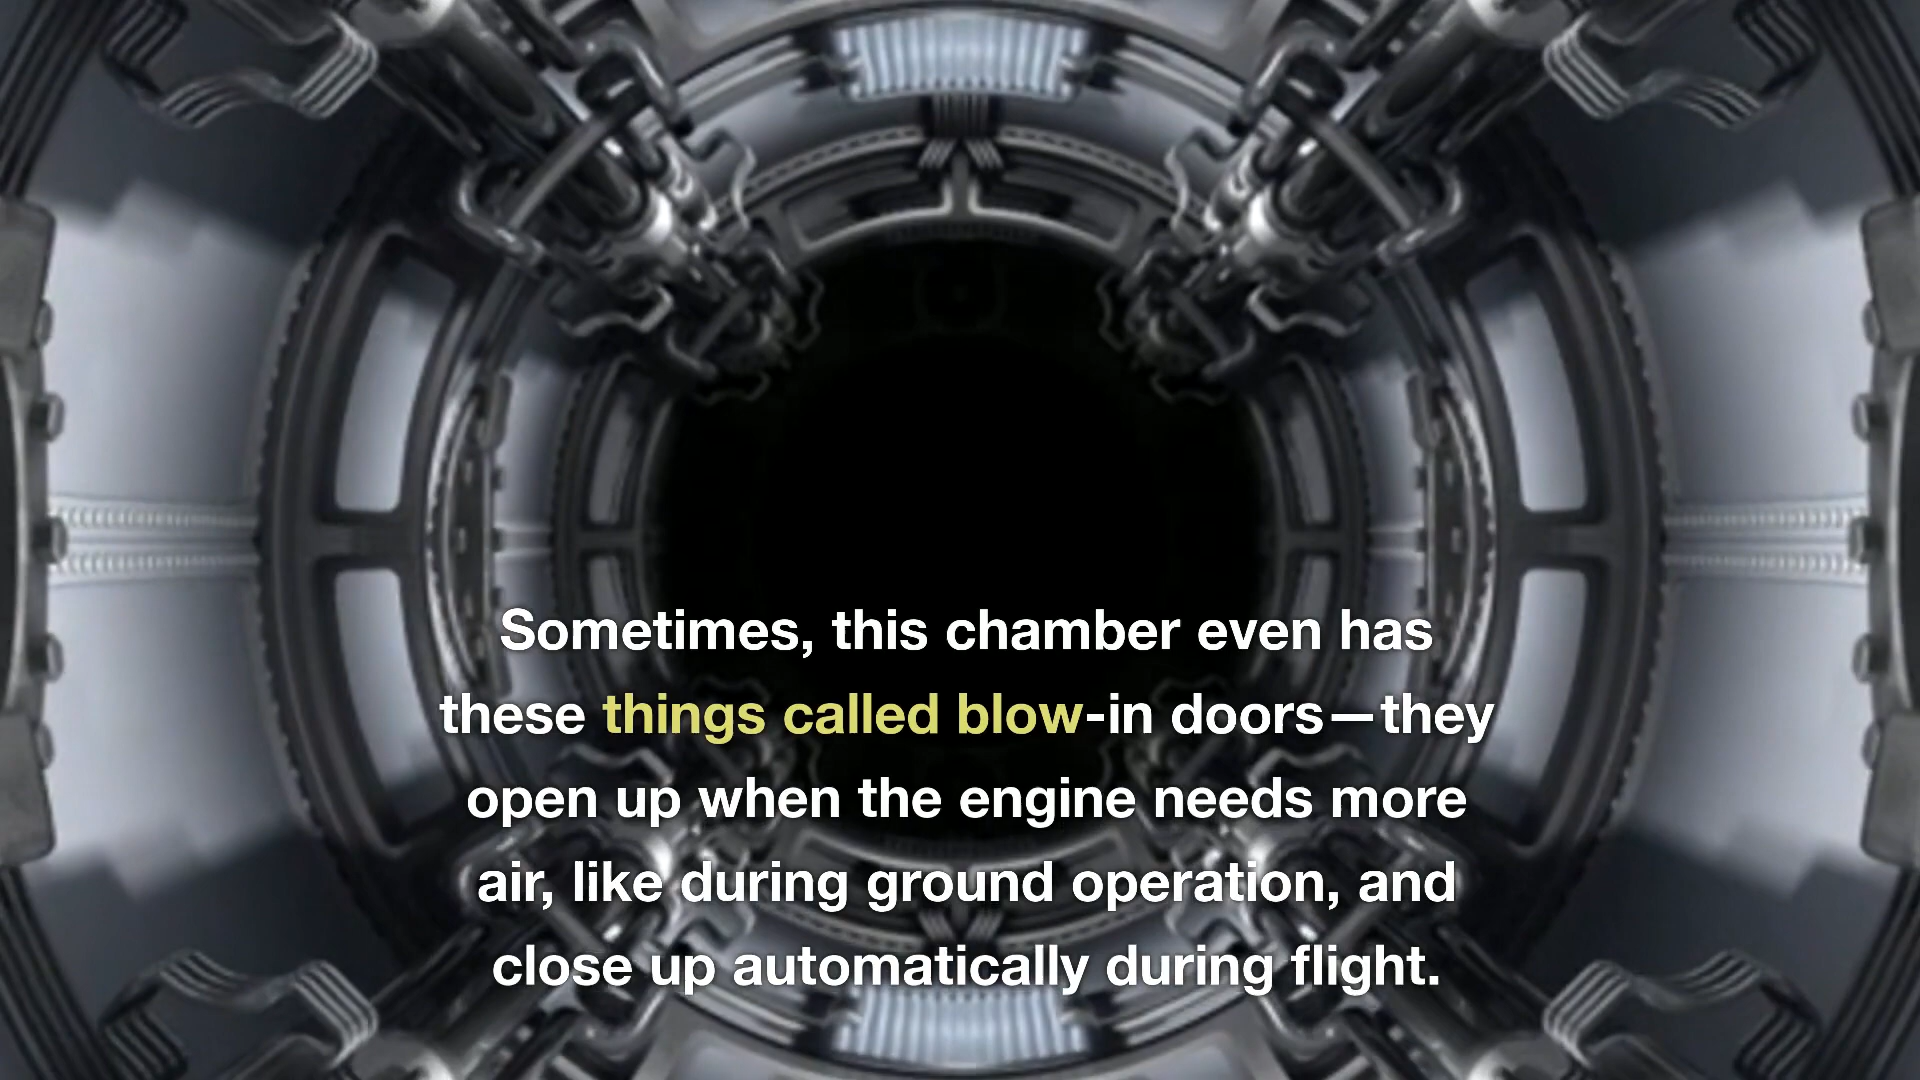 Sometimes, this chamber even has
these things called blow-in doors—they
open up when the engine needs more
air, like during ground operation, and
close up automatically during flight.